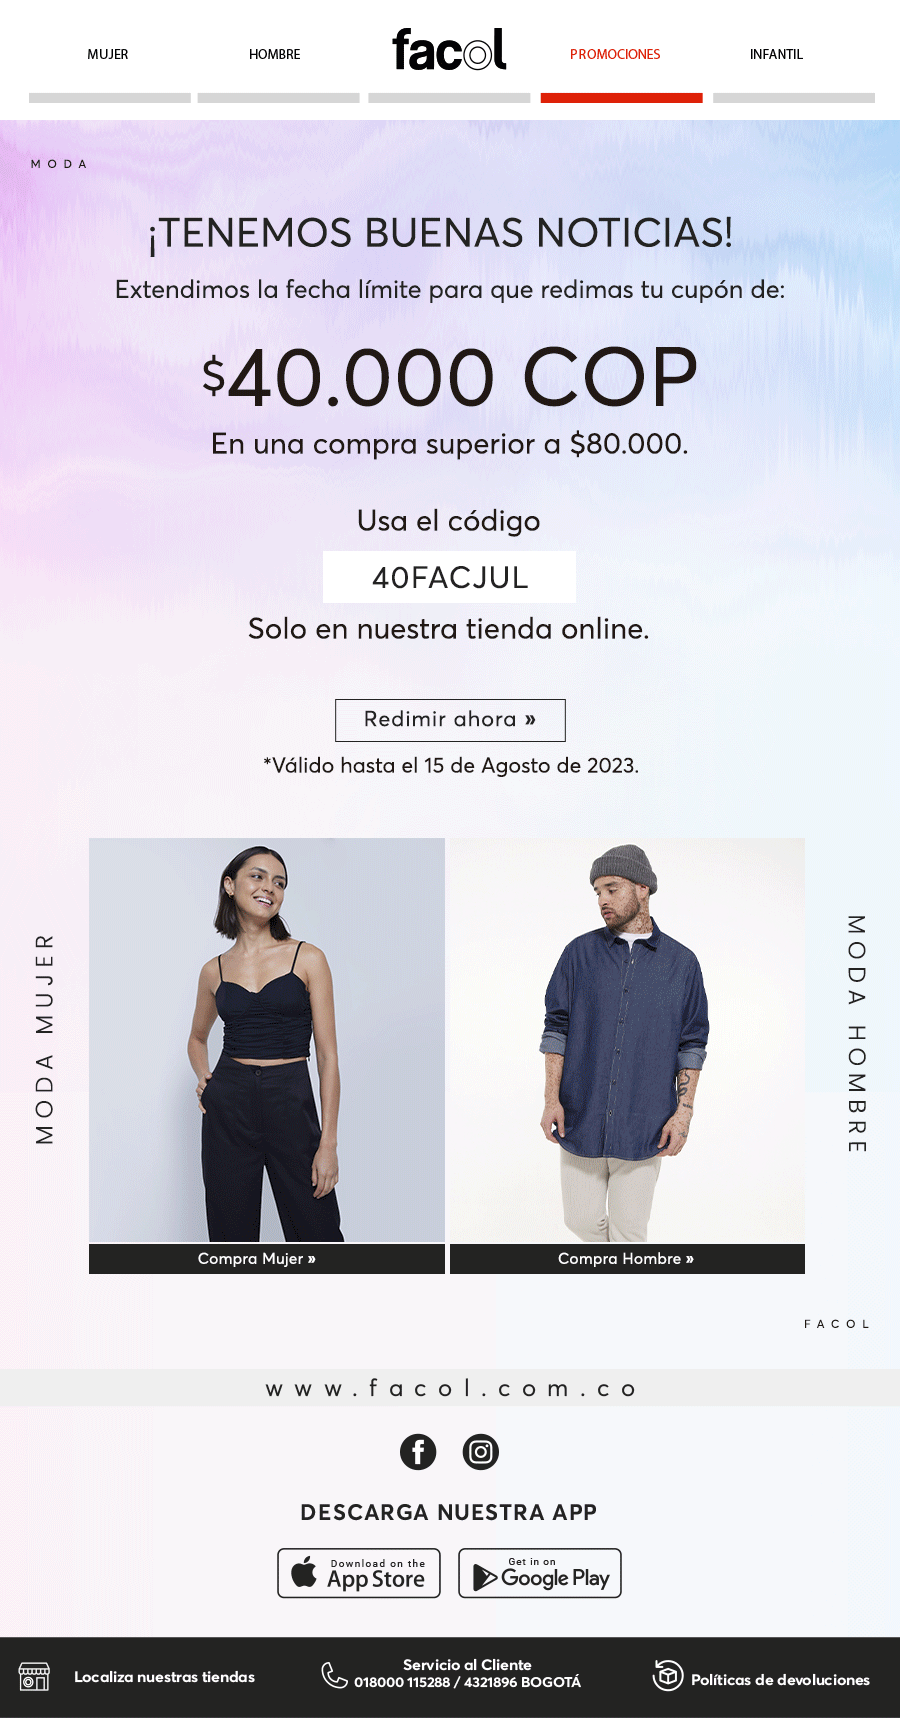 MUJER
HOMBRE
facol
PROMOCIONES
INFANTIL
MODA
¡TENEMOS BUENAS NOTICIAS!
Extendimos la fecha límite para que redimas tu cupón de:
$40.000 COP
En una compra superior a $80.000.
Usa el código
40FACJUL
Solo en nuestra tienda online.
Redimir ahora »
*Válido hasta el 15 de Agosto de 2023.
MODA MUJER
MODA HOMBRE
Compra Mujer »
Compra Hombre »
FACOL
www.facol.com.co
DESCARGA NUESTRA APP
Download on the
App Store
Get in on
Google Play
Localiza nuestras tiendas
Servicio al Cliente
018000 115288 / 4321896 BOGOTÁ
Políticas de devoluciones